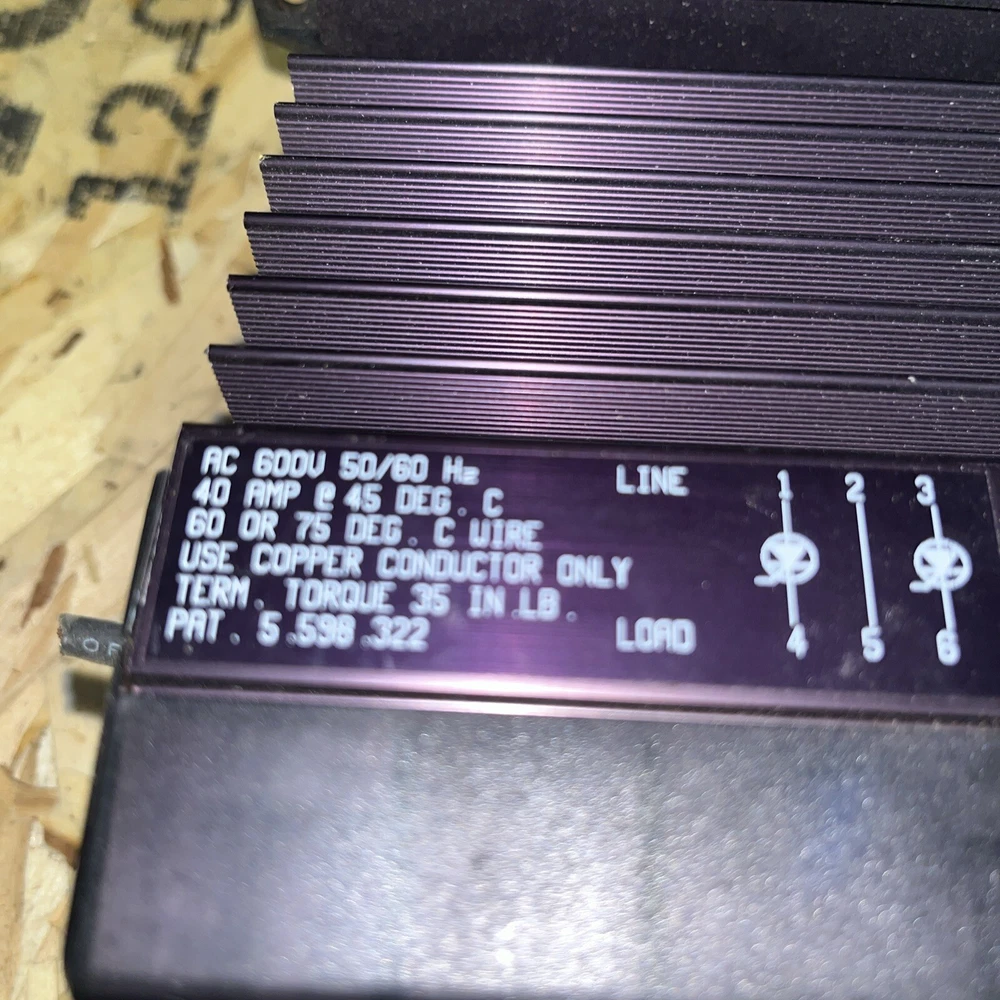 AC 600V 50/60 Hz
40 AMP @ 45 DEG. C
60 OR 75 DEG. C WIRE
USE COPPER CONDUCTOR ONLY
TERM. TORQUE 35 IN.LB.
PAT. 5.598.322
LINE 1 2 3
LOAD 4 5 6